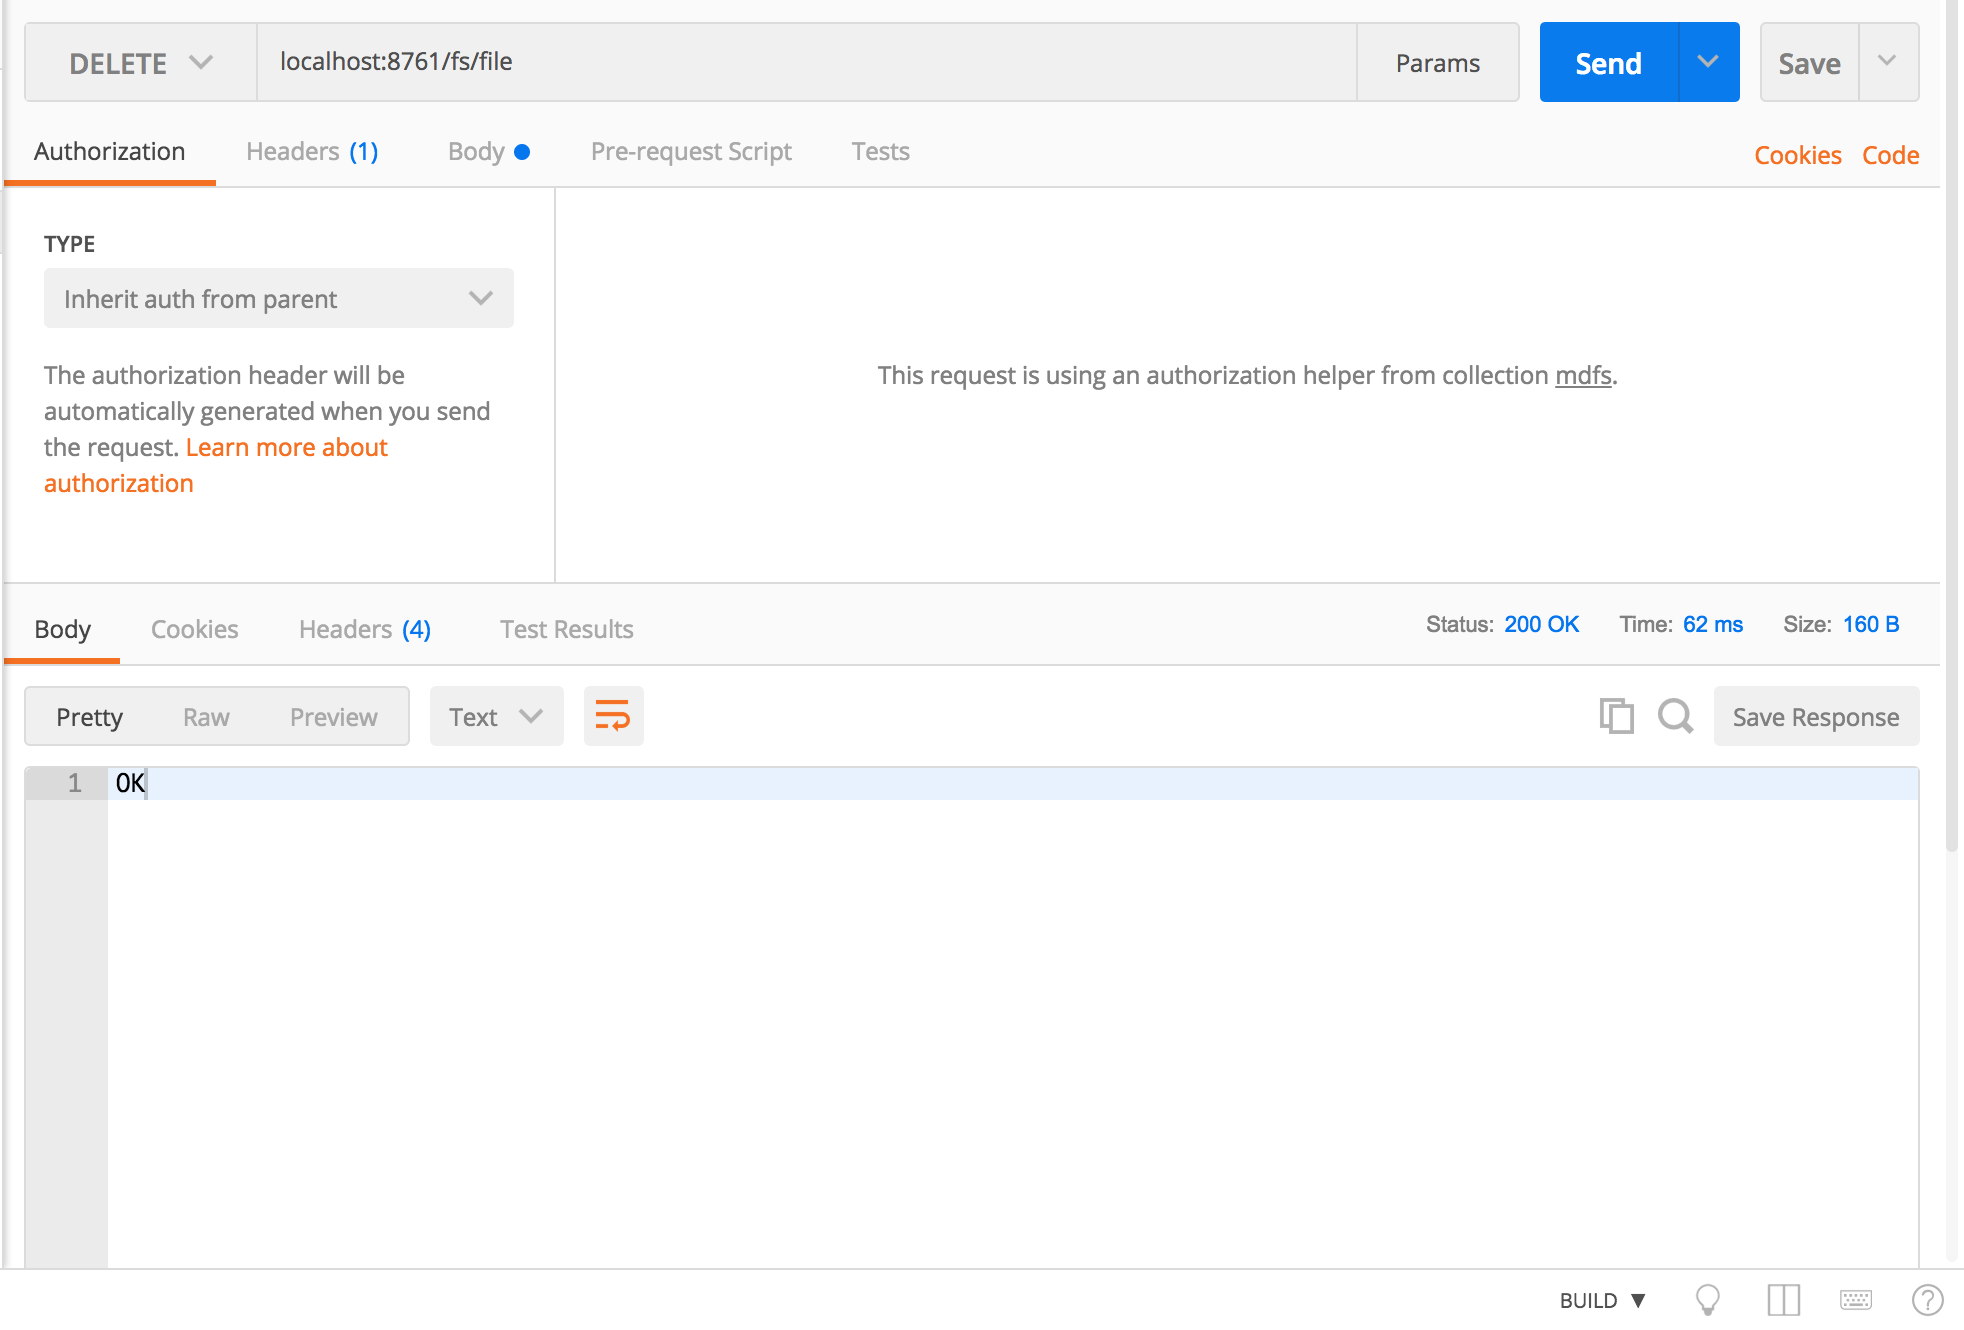 DELETE
localhost:8761/fs/file
Params
Send
Save
Authorization
Headers (1)
Body
Pre-request Script
Tests
Cookies
Code
TYPE
Inherit auth from parent
The authorization header will be
automatically generated when you send
the request. Learn more about
authorization
This request is using an authorization helper from collection mdfs.
Body
Cookies
Headers (4)
Test Results
Status: 200 OK
Time: 62 ms
Size: 160 B
Pretty
Raw
Preview
Text
Save Response
1
OK
BUILD ▼
?